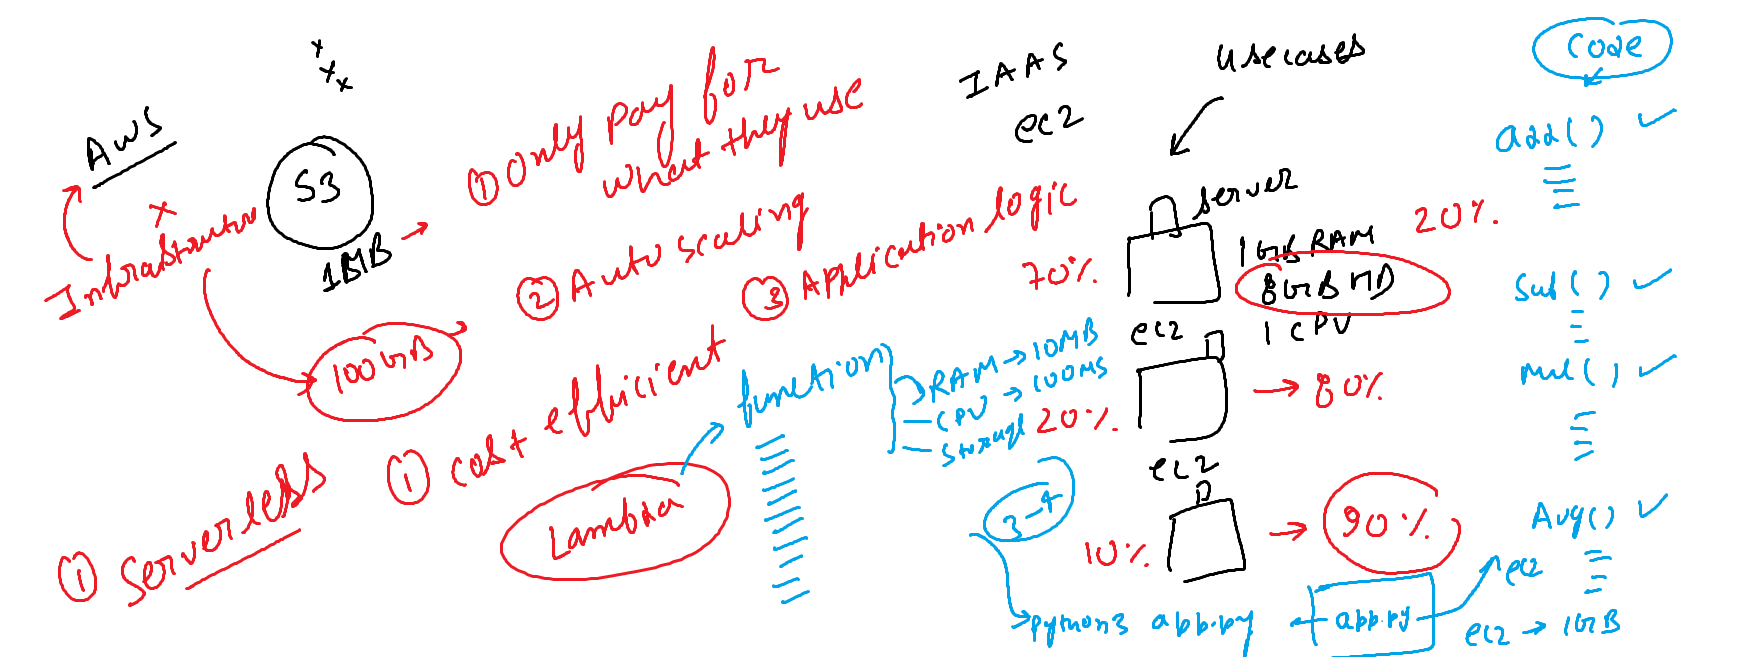 AWS
Infrastructure
S3
1MB
100GB
① Only pay for
what they use
② Auto scaling
③ Application logic
① cost efficient
① Serverless
Lambda
function
RAM → 10MB
CPU → 100MS
Storage
IAAS
ec2
Usecases
server
1GB RAM
8GB HD
1 CPU
70%
20%
ec2
20%
→ 80%
ec2
10%
→ 90%
3-4
python3 app.py
app.py
ec2
ec2 → 1GB
Code
add()
Sub()
mul()
Avg()